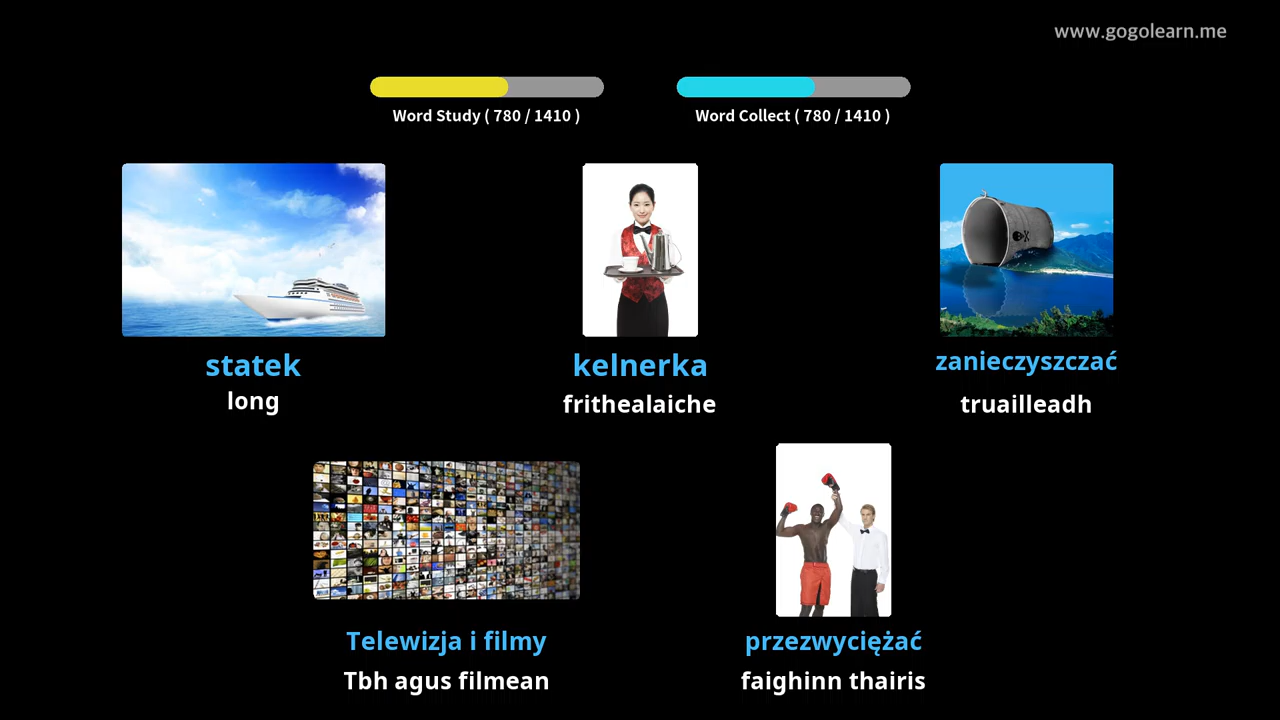 www.gogolearn.me
Word Study ( 780 / 1410 )
Word Collect ( 780 / 1410 )
statek
long
kelnerka
frithealaiche
zanieczyszczać
truailleadh
Telewizja i filmy
Tbh agus filmean
przezwyciężać
faighinn thairis